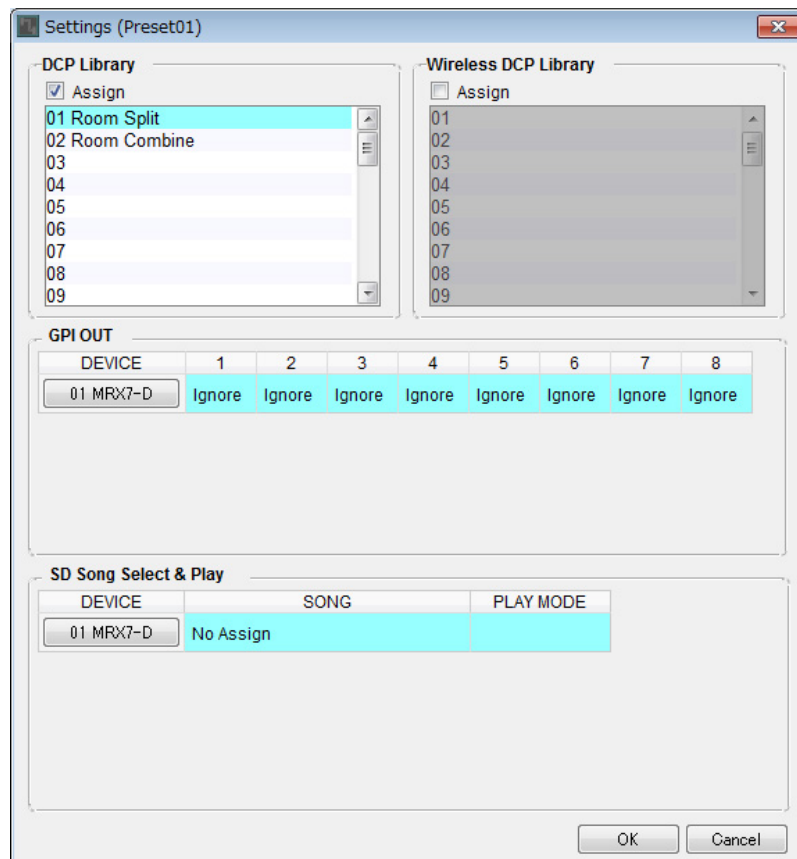 Settings (Preset01)
DCP Library
Assign
01 Room Split
02 Room Combine
03
04
05
06
07
08
09
Wireless DCP Library
Assign
01
02
03
04
05
06
07
08
09
GPI OUT
DEVICE 1 2 3 4 5 6 7 8
01 MRX7-D Ignore Ignore Ignore Ignore Ignore Ignore Ignore Ignore
SD Song Select & Play
DEVICE SONG PLAY MODE
01 MRX7-D No Assign
OK Cancel